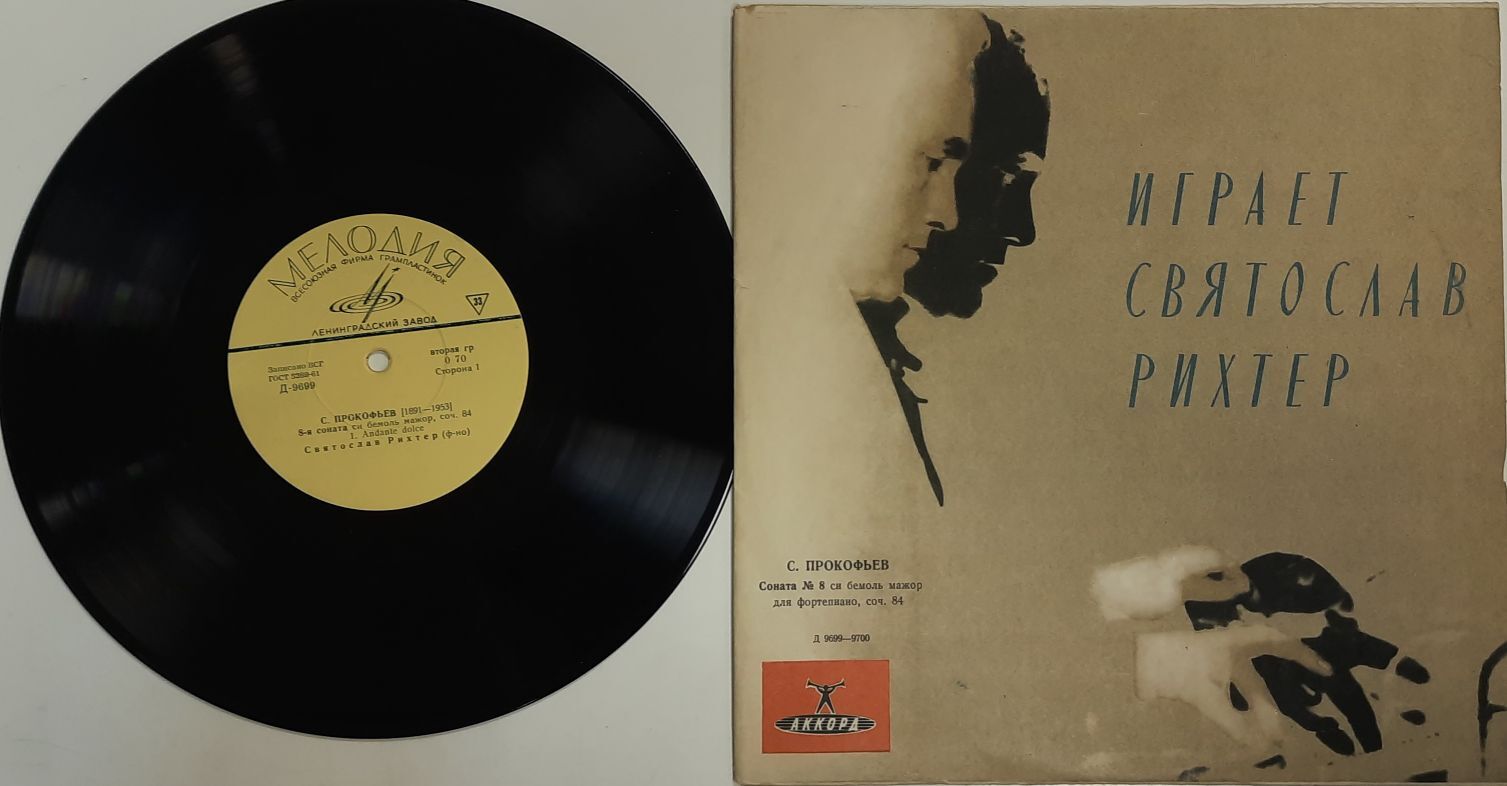 МЕЛОДИЯ
ВСЕСОЮЗНАЯ ФИРМА ГРАМПЛАСТИНОК
33
ЛЕНИНГРАДСКИЙ ЗАВОД
Записано ВСГ
ГОСТ 5289-61
Д-9699
вторая гр
0 70
Сторона 1
С. ПРОКОФЬЕВ [1891—1953]
8-я соната си бемоль мажор, соч. 84
1. Andante dolce
Святослав Рихтер (ф-но)
ИГРАЕТ
СВЯТОСЛАВ
РИХТЕР
С. ПРОКОФЬЕВ
Соната № 8 си бемоль мажор
для фортепиано, соч. 84
Д 9699—9700
АККОРД